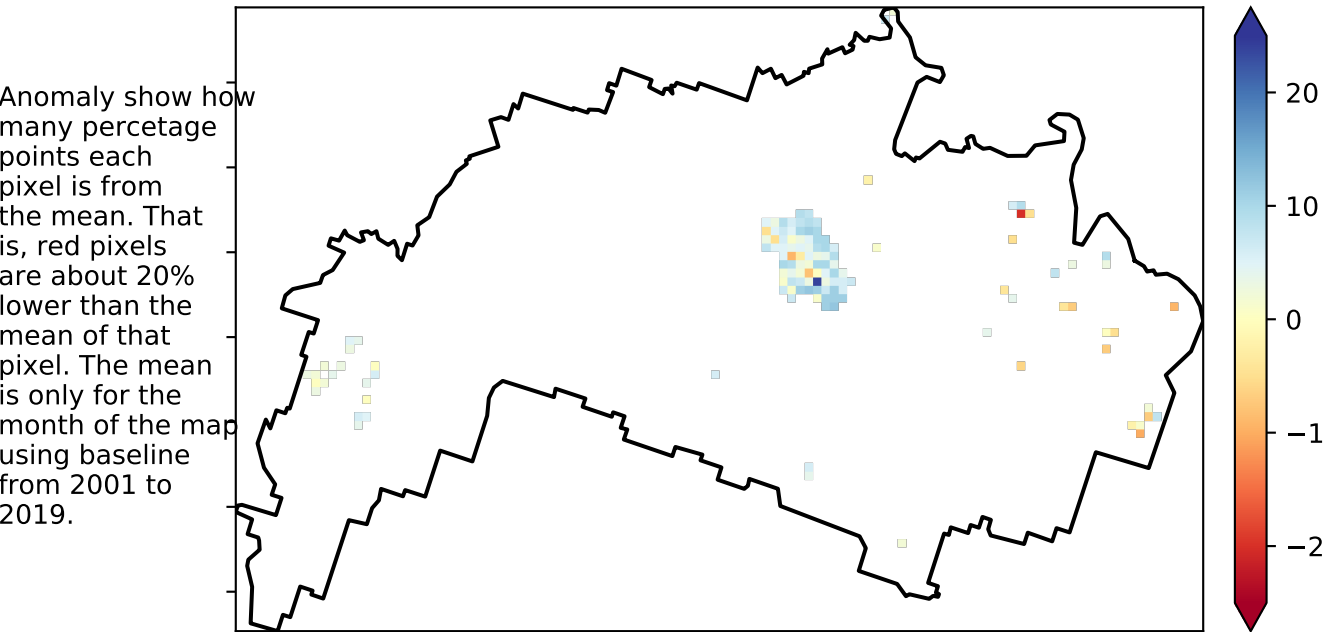 Anomaly show how
many percetage
points each
pixel is from
the mean. That
is, red pixels
are about 20%
lower than the
mean of that
pixel. The mean
is only for the
month of the map
using baseline
from 2001 to
2019.
20
10
0
−1
−2